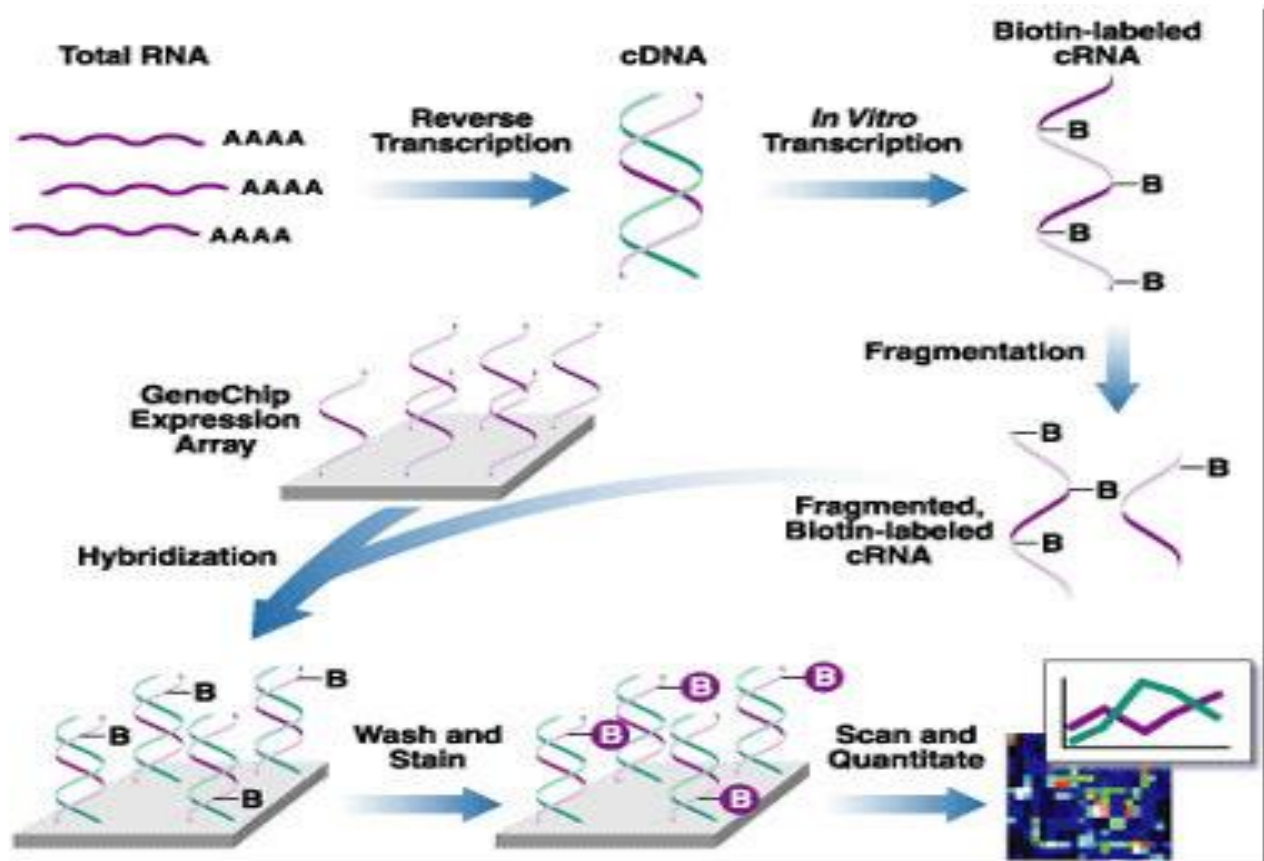 Total RNA
AAAA
AAAA
AAAA
Reverse
Transcription
cDNA
In Vitro
Transcription
Biotin-labeled
cRNA
B
B
B
B
Fragmentation
B
B
B
B
Fragmented,
Biotin-labeled
cRNA
GeneChip
Expression
Array
Hybridization
B
B
B
B
Wash and
Stain
B
B
B
B
Scan and
Quantitate